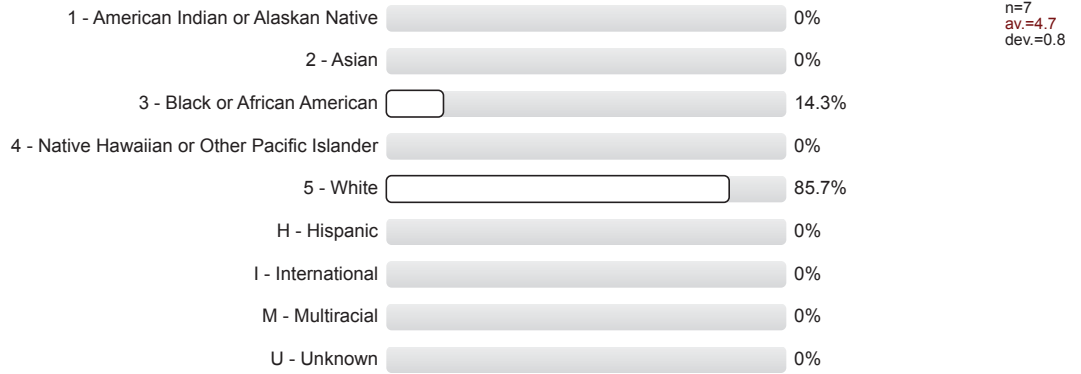 1 - American Indian or Alaskan Native 0%
n=7
av.=4.7
dev.=0.8
2 - Asian 0%
3 - Black or African American 14.3%
4 - Native Hawaiian or Other Pacific Islander 0%
5 - White 85.7%
H - Hispanic 0%
I - International 0%
M - Multiracial 0%
U - Unknown 0%